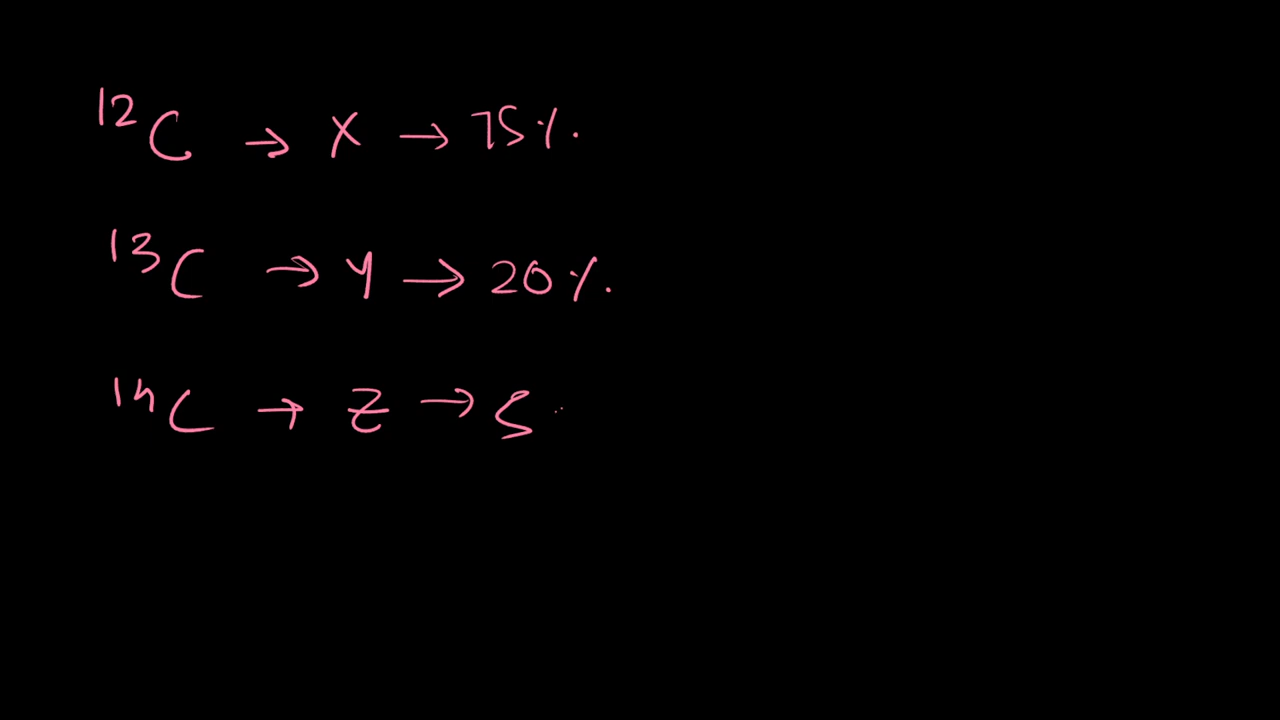 ¹²C → X → 75%.
¹³C → Y → 20%.
¹⁴C → Z → 5